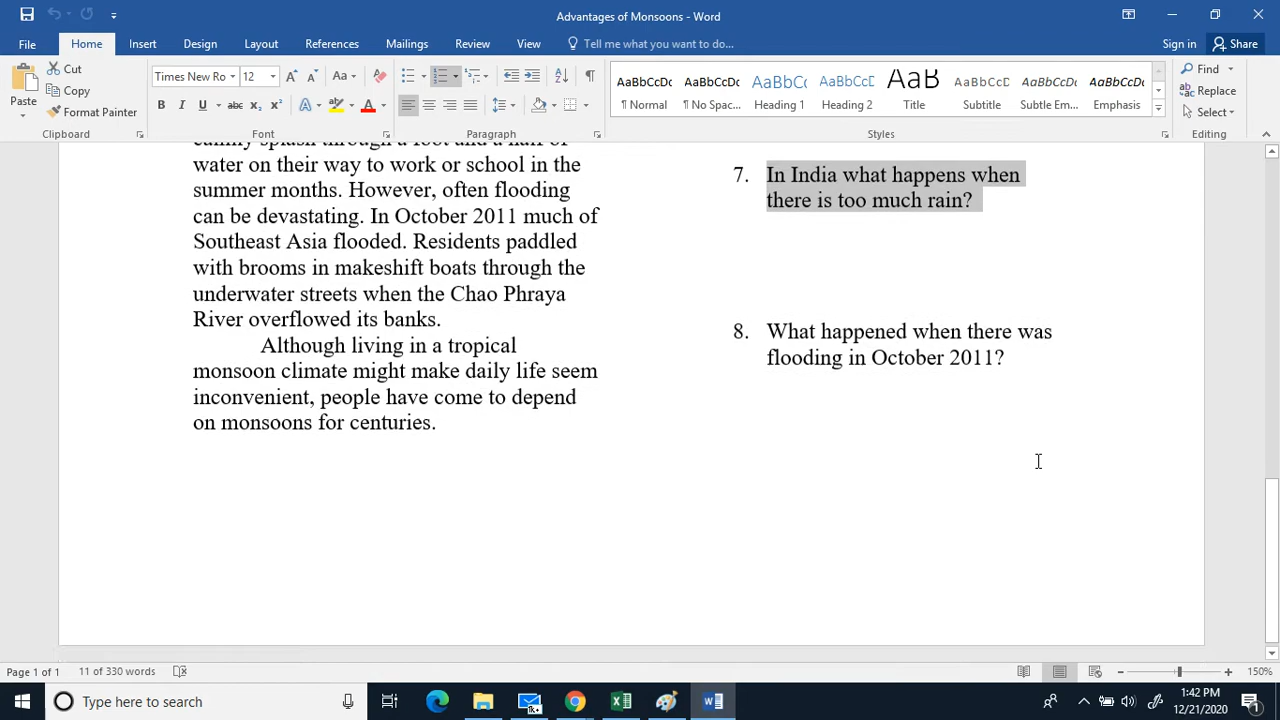 Advantages of Monsoons - Word
File Home Insert Design Layout References Mailings Review View Tell me what you want to do... Sign in Share
Paste Cut Copy Format Painter
Clipboard
Times New Ro 12
Font
Paragraph
AaBbCcDc AaBbCcDc AaBbCc AaBbCcD AaB AaBbCcD AaBbCcDc AaBbCcDc
¶ Normal ¶ No Spac... Heading 1 Heading 2 Title Subtitle Subtle Em... Emphasis
Styles
Find Replace Select
Editing
water on their way to work or school in the
summer months. However, often flooding
can be devastating. In October 2011 much of
Southeast Asia flooded. Residents paddled
with brooms in makeshift boats through the
underwater streets when the Chao Phraya
River overflowed its banks.
Although living in a tropical
monsoon climate might make daily life seem
inconvenient, people have come to depend
on monsoons for centuries.
7. In India what happens when
there is too much rain?
8. What happened when there was
flooding in October 2011?
Page 1 of 1 11 of 330 words 150%
Type here to search
1:42 PM
12/21/2020